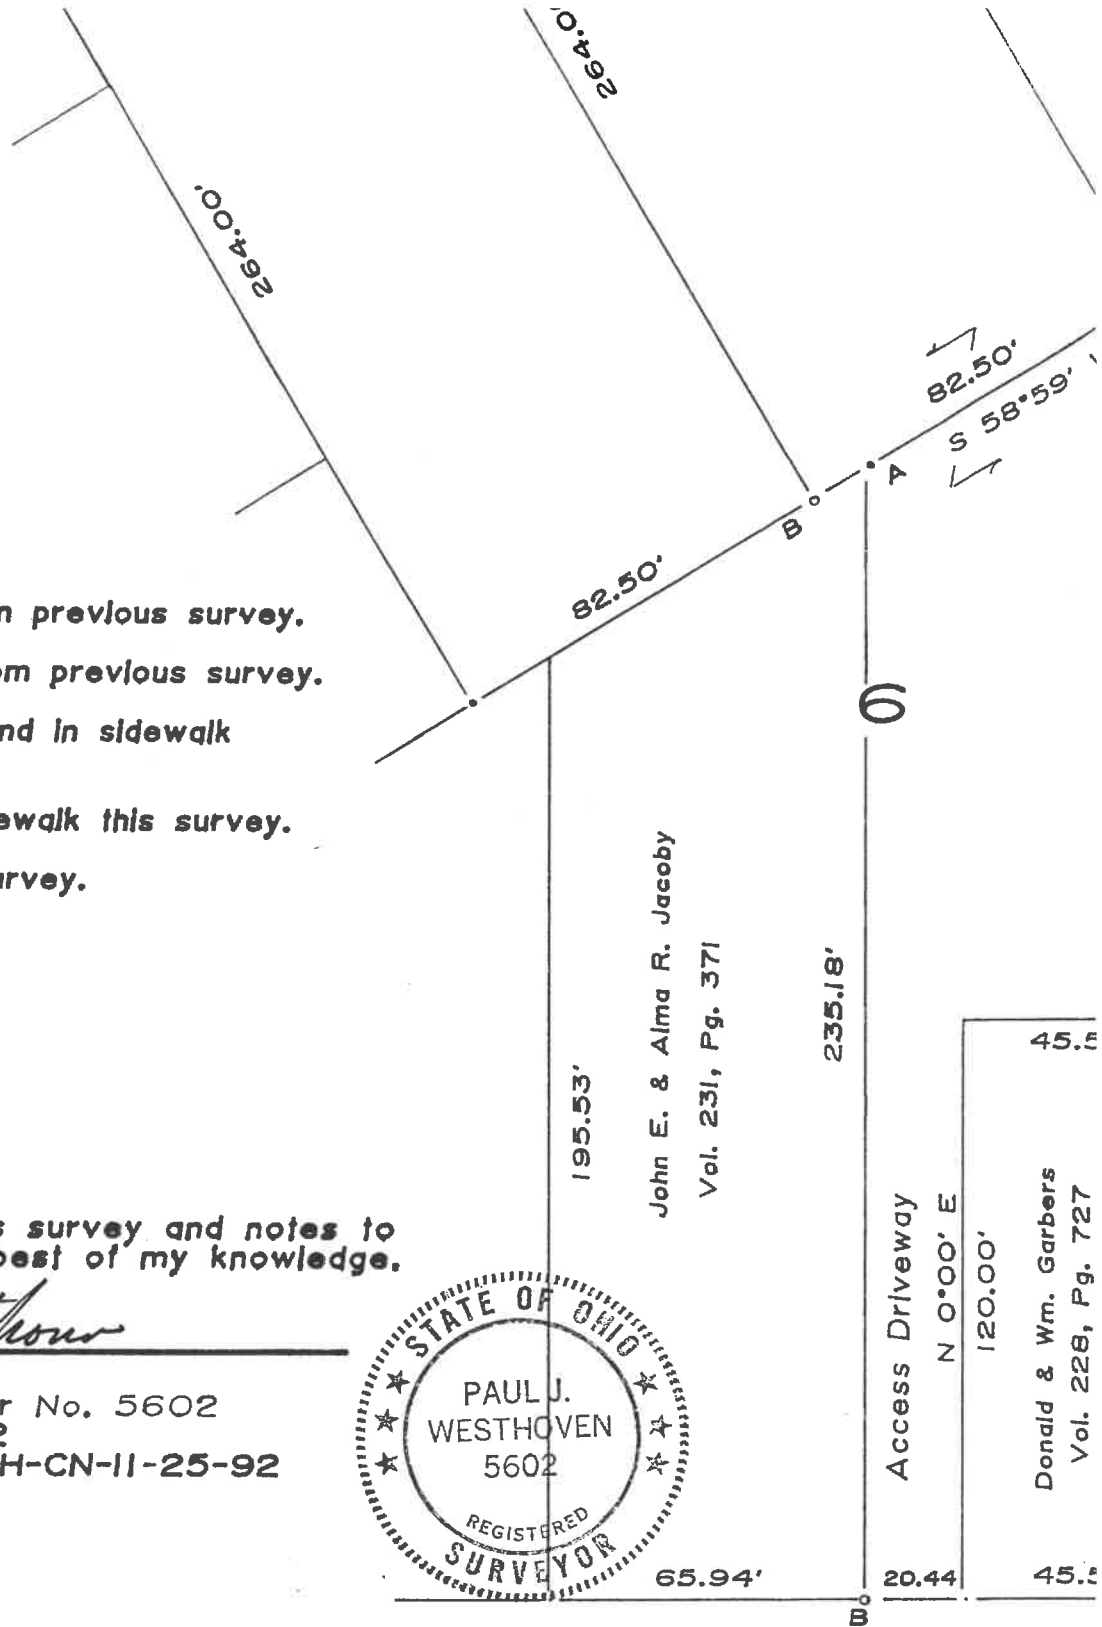 264.00'
264.0
82.50'
S 58°59'
A
B
82.50'
n previous survey.
om previous survey.
nd in sidewalk
ewalk this survey.
urvey.
6
John E. & Alma R. Jacoby
Vol. 231, Pg. 371
235.18'
195.53'
45.5
s survey and notes to
best of my knowledge.
r No. 5602
H-CN-11-25-92
STATE OF OHIO
PAUL J.
WESTHOVEN
5602
REGISTERED
SURVEYOR
Access Driveway
N 0°00' E
120.00'
Donald & Wm. Garbers
Vol. 228, Pg. 727
65.94'
20.44
45.5
B